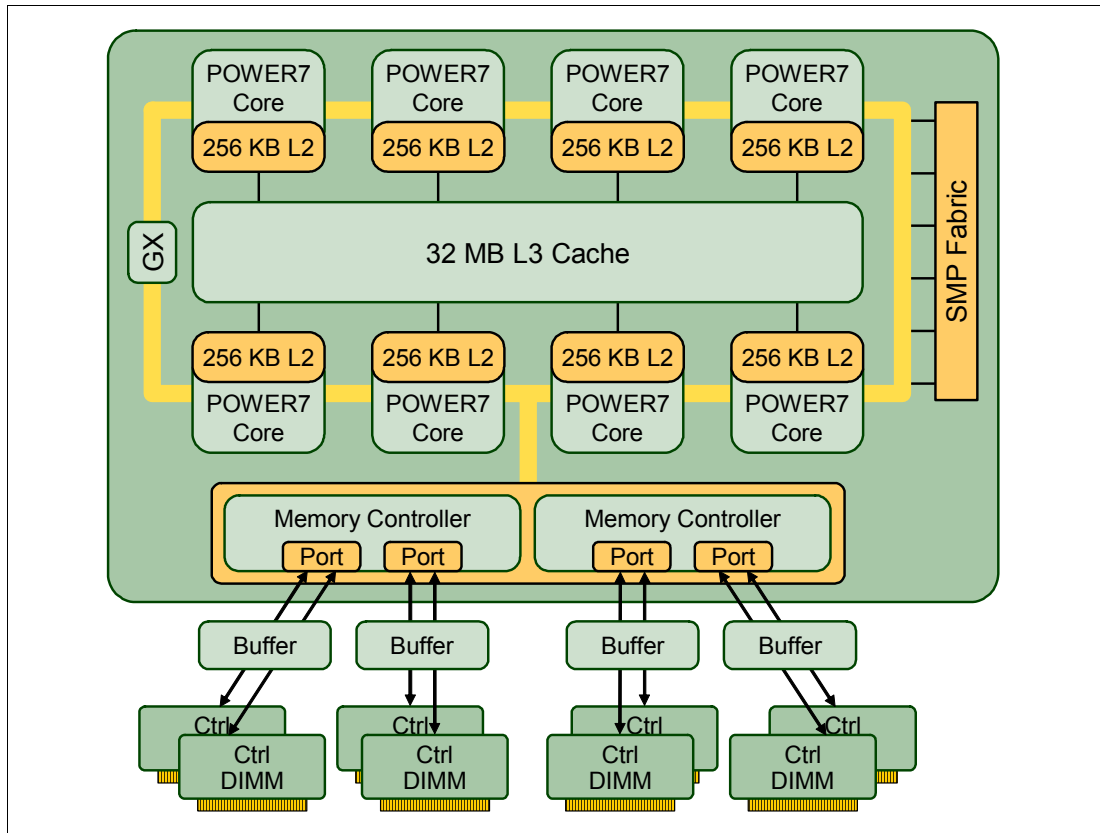 POWER7
Core
256 KB L2
POWER7
Core
256 KB L2
POWER7
Core
256 KB L2
POWER7
Core
256 KB L2
GX
32 MB L3 Cache
SMP Fabric
256 KB L2
POWER7
Core
256 KB L2
POWER7
Core
256 KB L2
POWER7
Core
256 KB L2
POWER7
Core
Memory Controller
Port
Port
Memory Controller
Port
Port
Buffer
Buffer
Buffer
Buffer
Ctrl
Ctrl
DIMM
Ctrl
Ctrl
DIMM
Ctrl
Ctrl
DIMM
Ctrl
Ctrl
DIMM